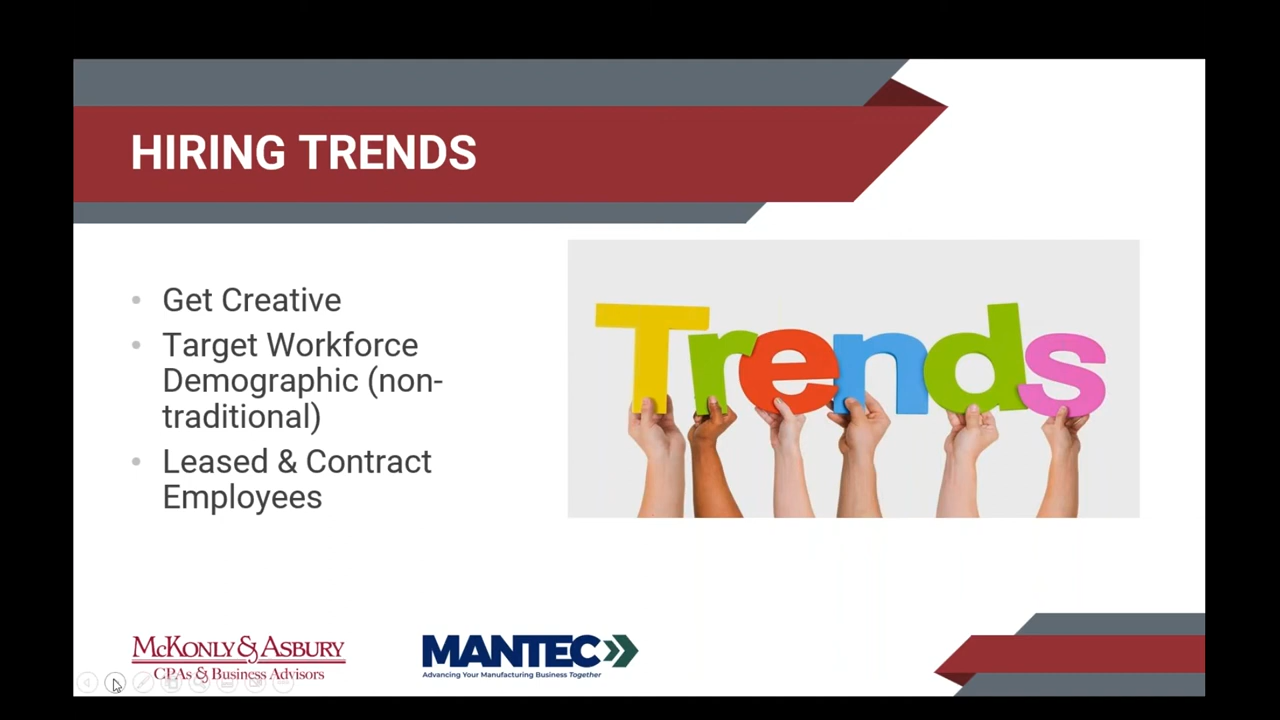 HIRING TRENDS
• Get Creative
• Target Workforce
Demographic (non-
traditional)
• Leased & Contract
Employees
Trends
McKonly & Asbury
CPAs & Business Advisors
MANTEC
Advancing Your Manufacturing Business Together